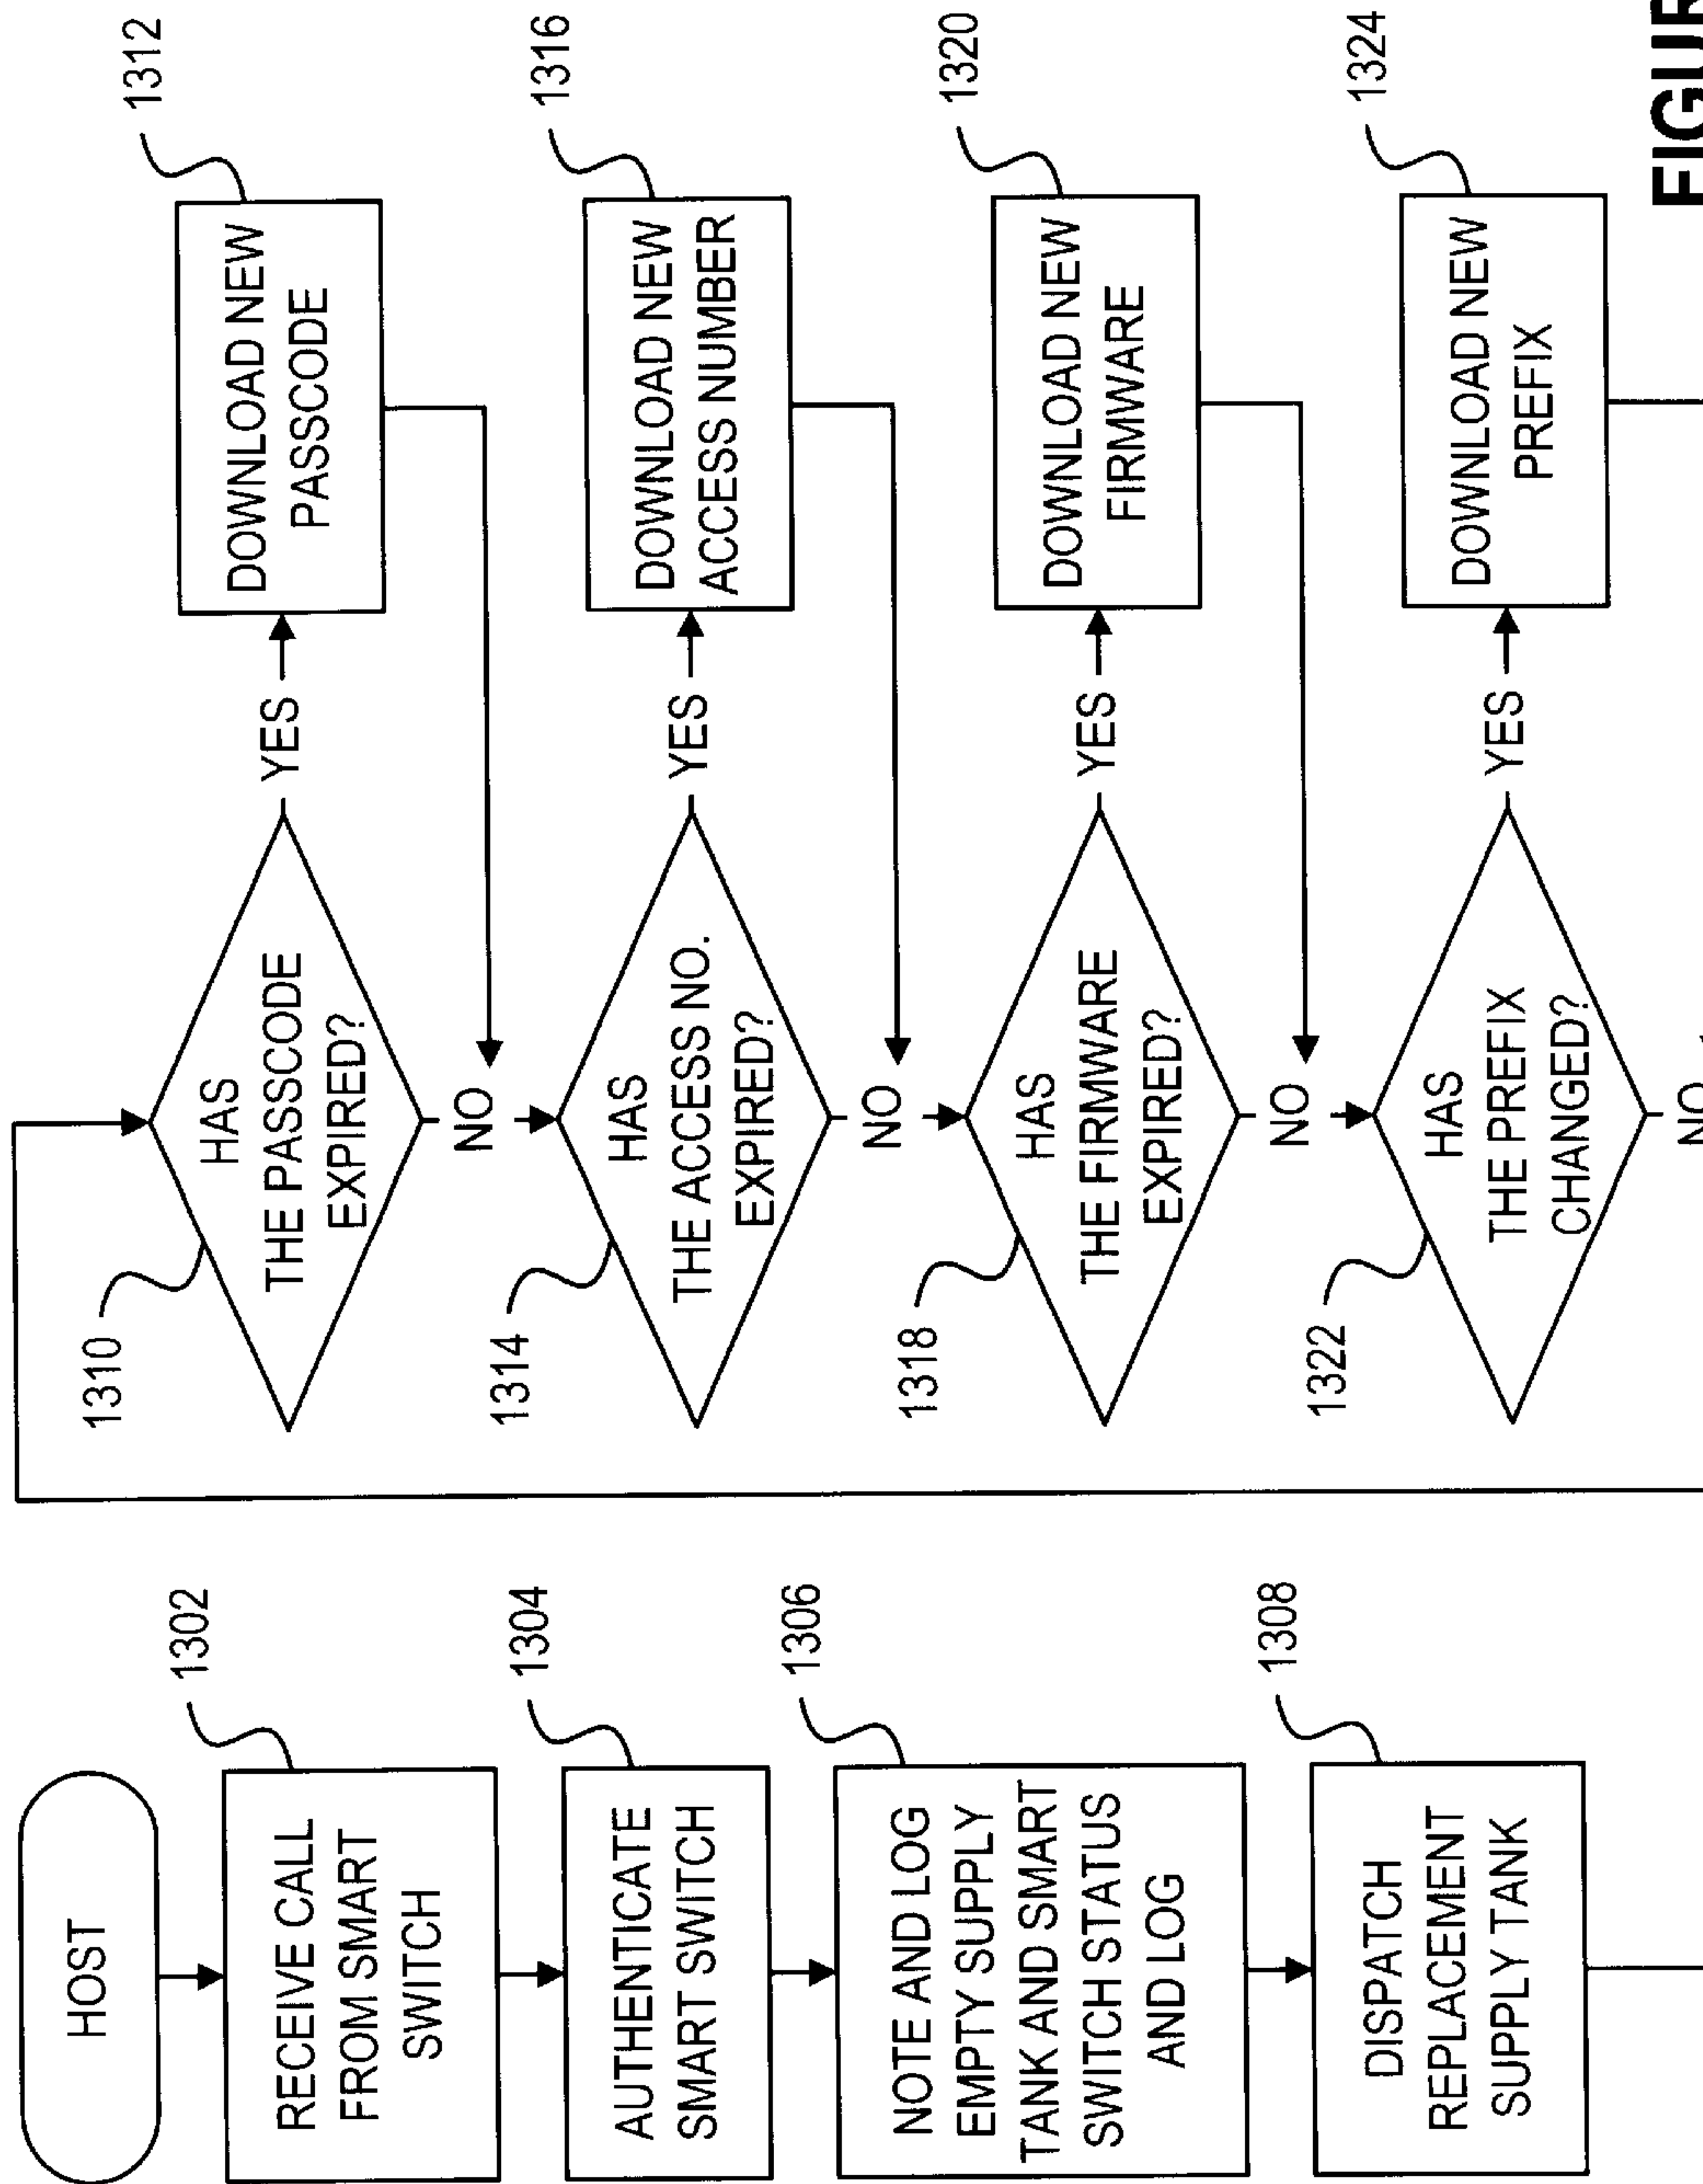 HOST
1302
RECEIVE CALL
FROM SMART
SWITCH
1304
AUTHENTICATE
SMART SWITCH
1306
NOTE AND LOG
EMPTY SUPPLY
TANK AND SMART
SWITCH STATUS
AND LOG
1308
DISPATCH
REPLACEMENT
SUPPLY TANK
1310
HAS
THE PASSCODE
EXPIRED?
YES
1312
DOWNLOAD NEW
PASSCODE
NO
1314
HAS
THE ACCESS NO.
EXPIRED?
YES
1316
DOWNLOAD NEW
ACCESS NUMBER
NO
1318
HAS
THE FIRMWARE
EXPIRED?
YES
1320
DOWNLOAD NEW
FIRMWARE
NO
1322
HAS
THE PREFIX
CHANGED?
YES
1324
DOWNLOAD NEW
PREFIX
NO
FIGUR